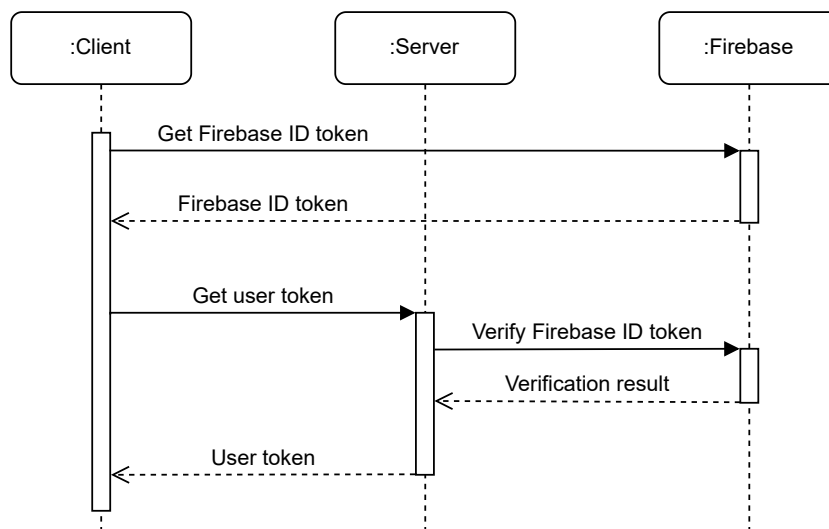 :Client
:Server
:Firebase
Get Firebase ID token
Firebase ID token
Get user token
Verify Firebase ID token
Verification result
User token